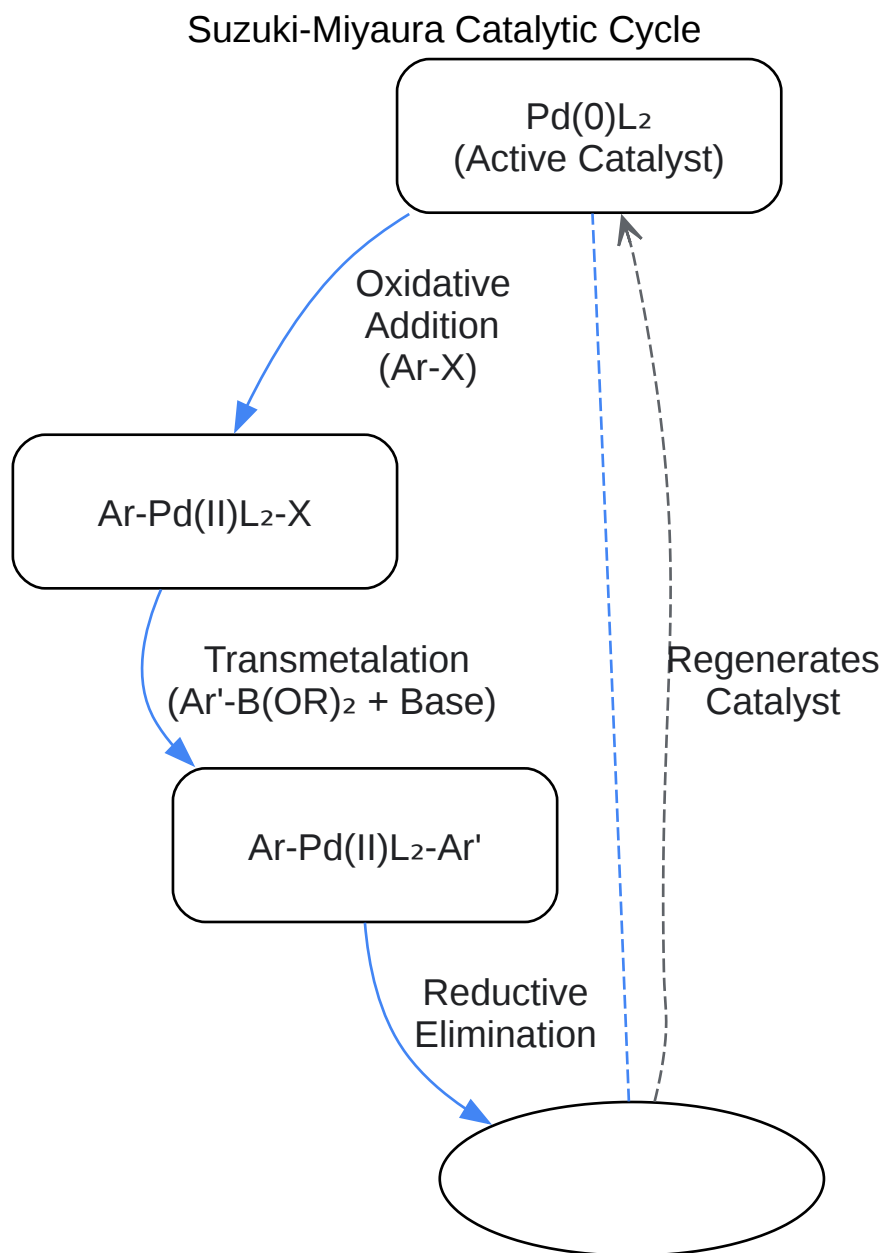 Suzuki-Miyaura Catalytic Cycle
Pd(0)L₂
(Active Catalyst)
Oxidative
Addition
(Ar-X)
Ar-Pd(II)L₂-X
Transmetalation
(Ar'-B(OR)₂ + Base)
Regenerates
Catalyst
Ar-Pd(II)L₂-Ar'
Reductive
Elimination